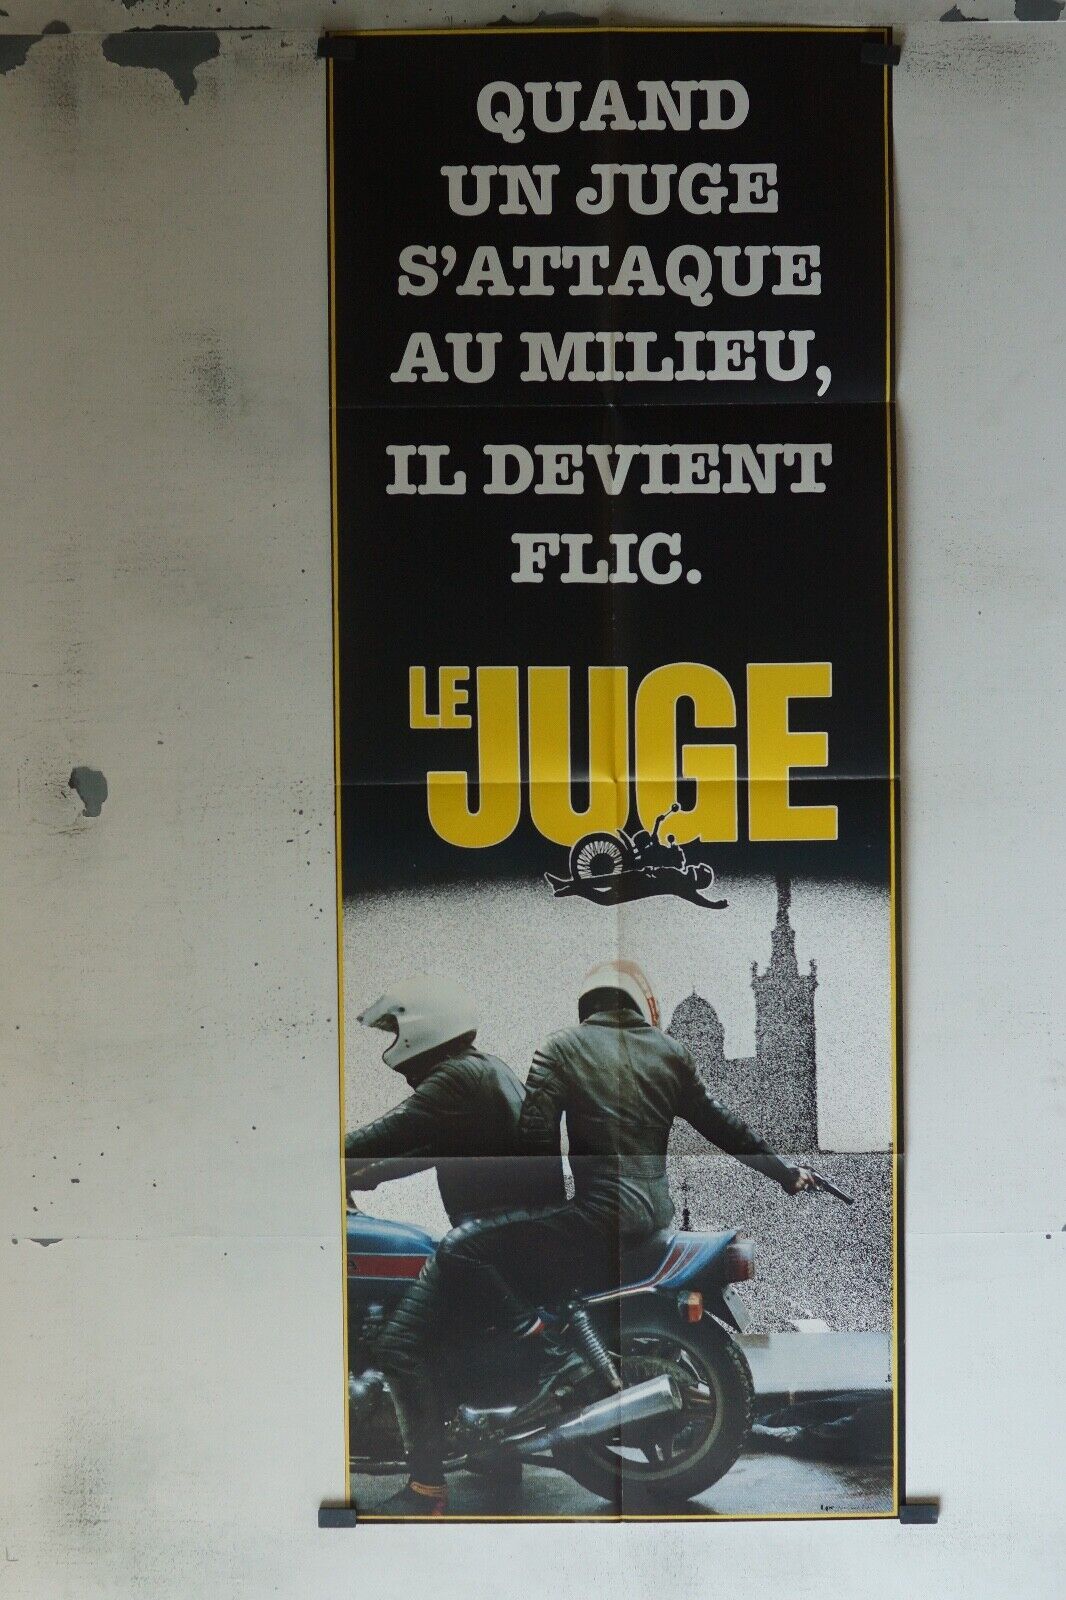 QUAND
UN JUGE
S'ATTAQUE
AU MILIEU,
IL DEVIENT
FLIC.
LE
JUGE